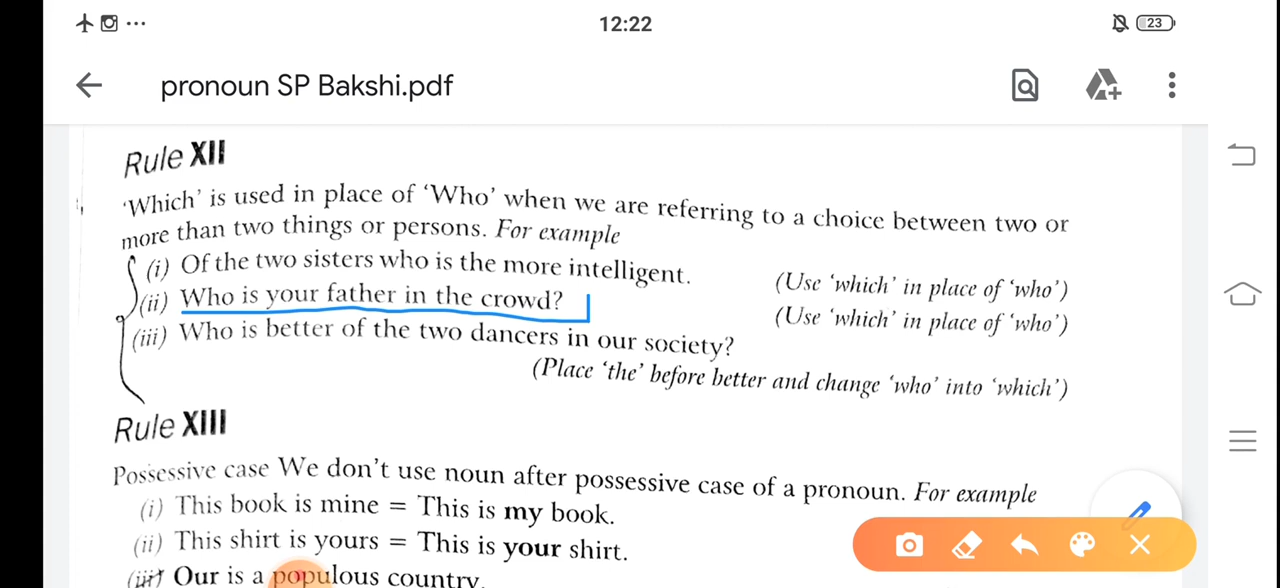 12:22
23
pronoun SP Bakshi.pdf
Rule XII
'Which' is used in place of 'Who' when we are referring to a choice between two or
more than two things or persons. For example
(i) Of the two sisters who is the more intelligent. (Use 'which' in place of 'who')
(ii) Who is your father in the crowd? (Use 'which' in place of 'who')
(iii) Who is better of the two dancers in our society?
(Place 'the' before better and change 'who' into 'which')
Rule XIII
Possessive case We don't use noun after possessive case of a pronoun. For example
(i) This book is mine = This is my book.
(ii) This shirt is yours = This is your shirt.
(iii) Our is a populous country.